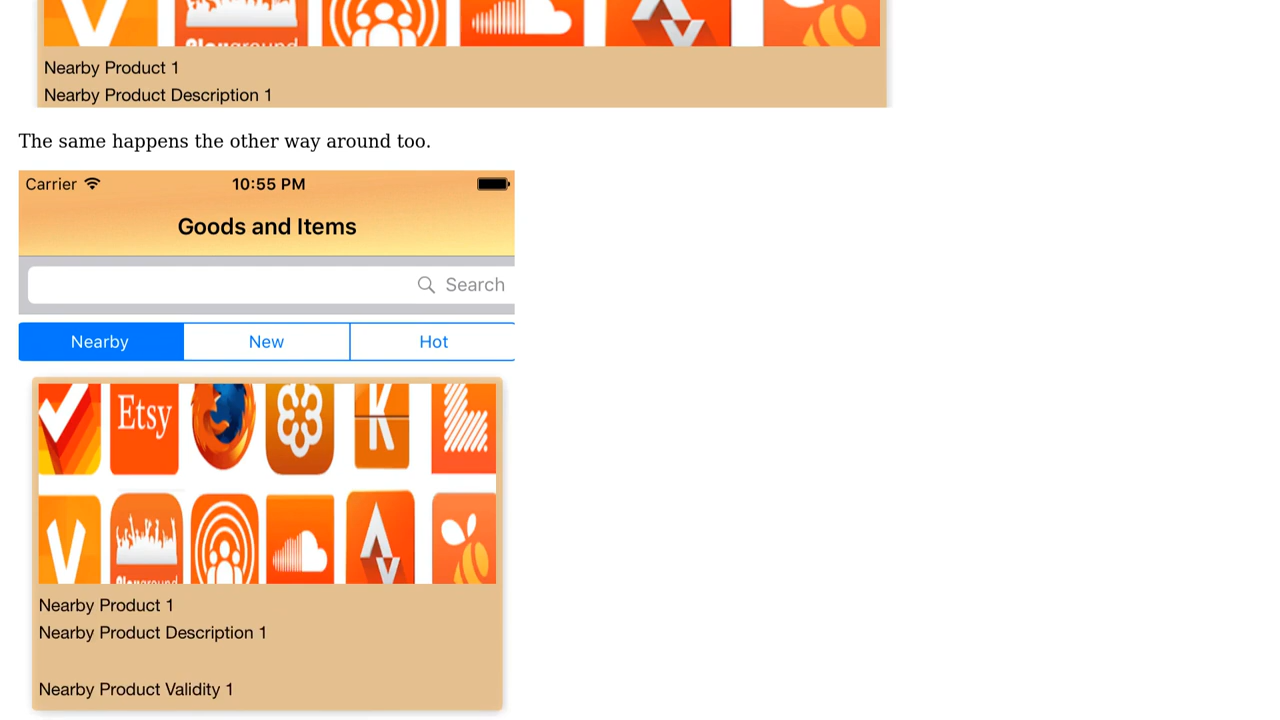 Nearby Product 1
Nearby Product Description 1
The same happens the other way around too.
Carrier 10:55 PM
Goods and Items
Search
Nearby New Hot
Etsy
K
Nearby Product 1
Nearby Product Description 1
Nearby Product Validity 1